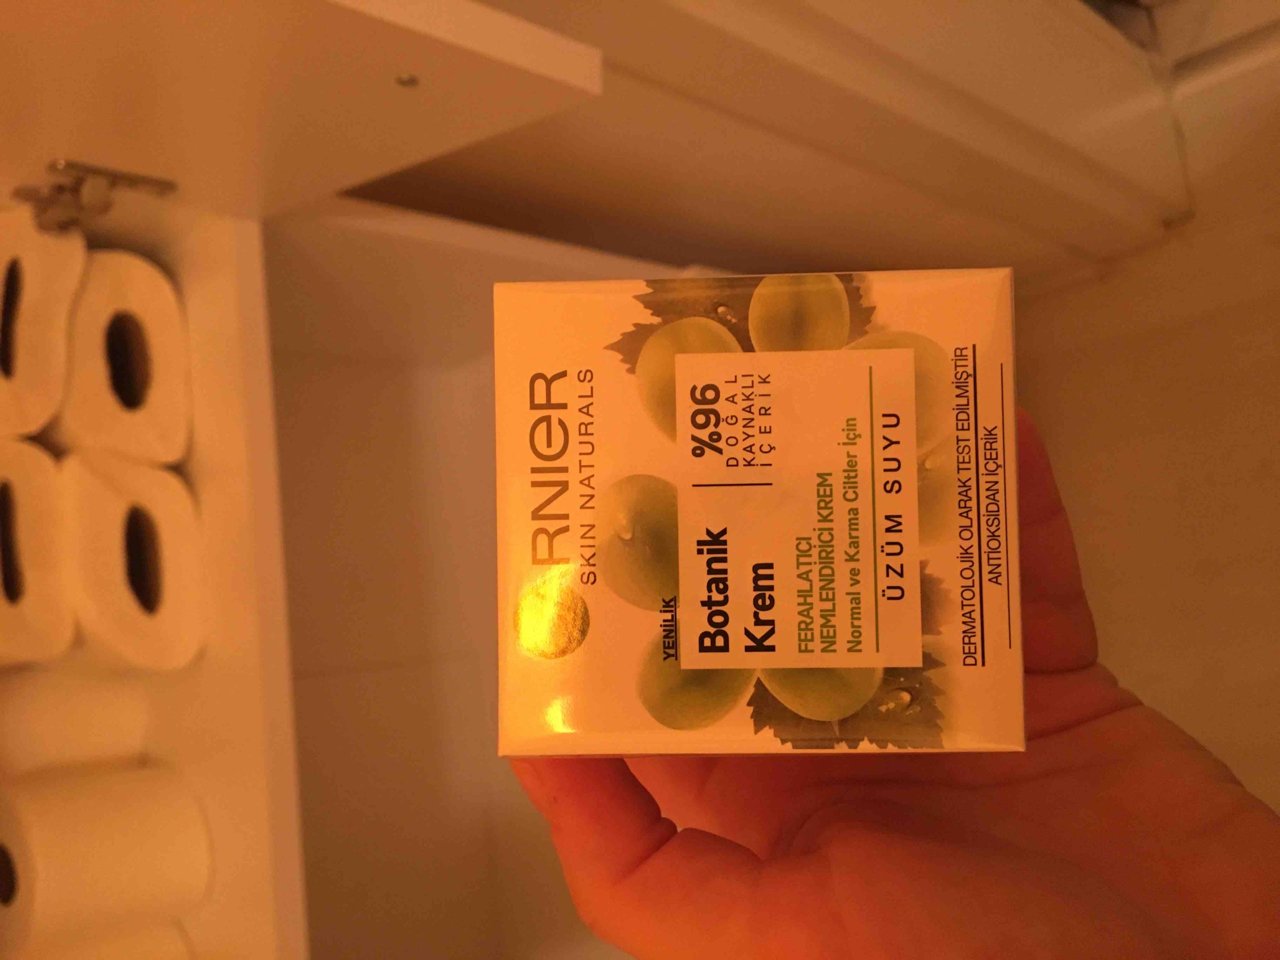 RNIeR
SKIN NATURALS
YENİLİK
Botanik
Krem
%96
DOĞAL
KAYNAKLI
İÇERİK
FERAHLATICI
NEMLENDİRİCİ KREM
Normal ve Karma Ciltler İçin
ÜZÜM SUYU
DERMATOLOJİK OLARAK TEST EDİLMİŞTİR
ANTİOKSİDAN İÇERİK